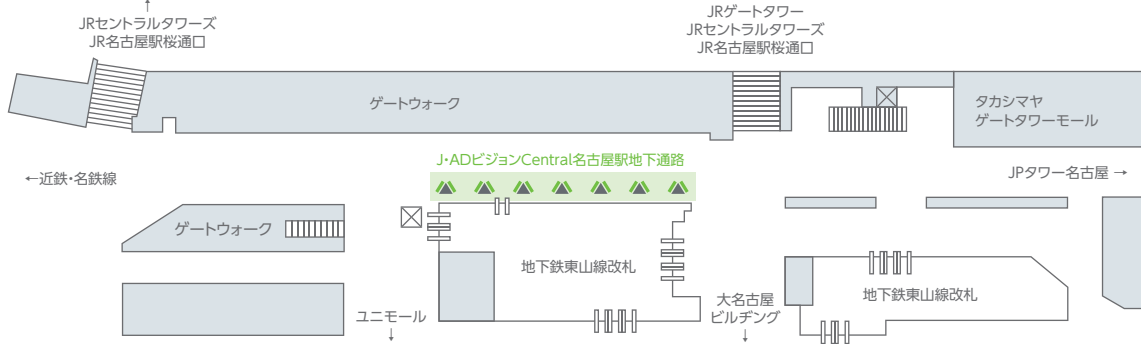 ↑
JRセントラルタワーズ
JR名古屋駅桜通口
JRゲートタワー
JRセントラルタワーズ
JR名古屋駅桜通口
ゲートウォーク
タカシマヤ
ゲートタワーモール
J・ADビジョンCentral名古屋駅地下通路
←近鉄・名鉄線
JPタワー名古屋 →
ゲートウォーク
地下鉄東山線改札
地下鉄東山線改札
ユニモール
↓
大名古屋
ビルヂング
↓